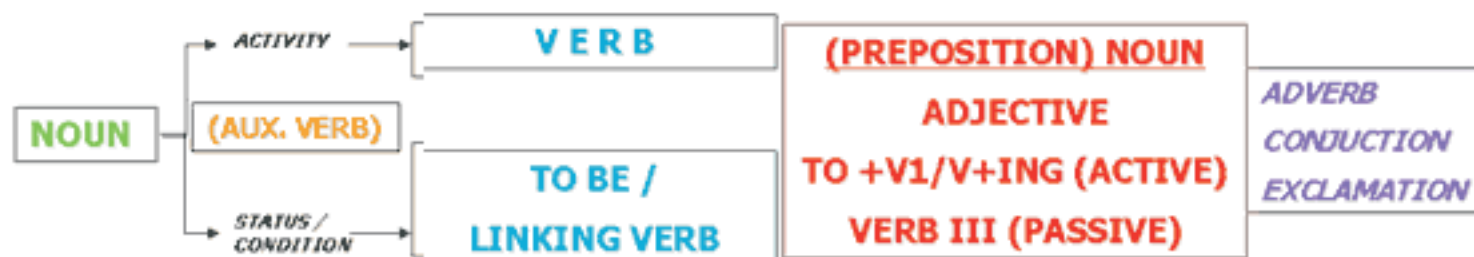 NOUN
ACTIVITY
(AUX. VERB)
STATUS /
CONDITION
V E R B
TO BE /
LINKING VERB
(PREPOSITION) NOUN
ADJECTIVE
TO +V1/V+ING (ACTIVE)
VERB III (PASSIVE)
ADVERB
CONJUCTION
EXCLAMATION